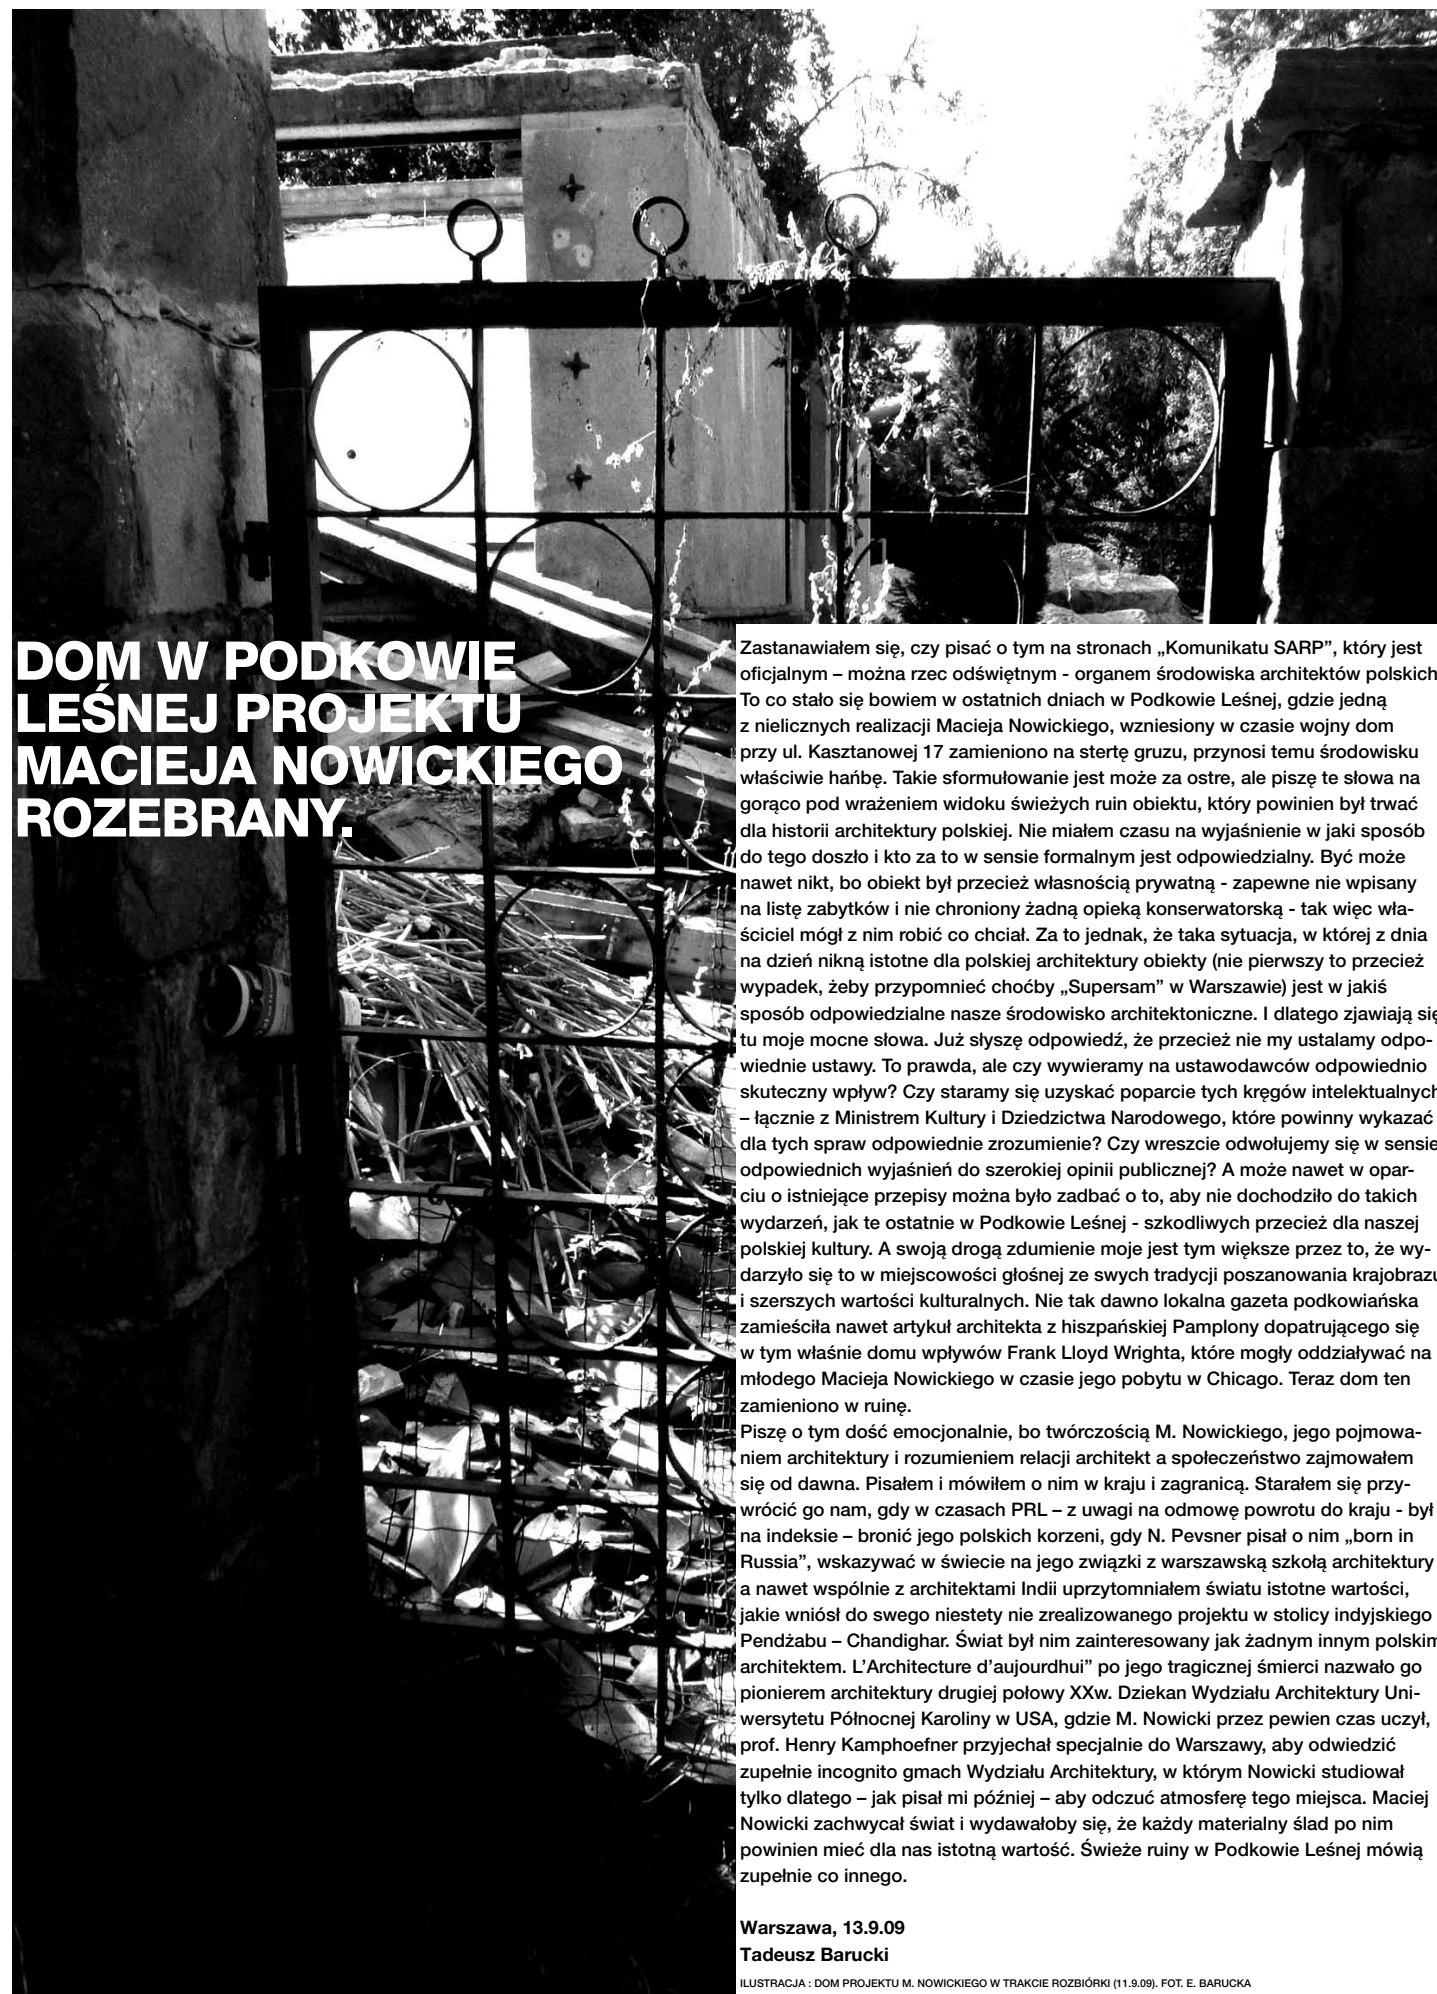 DOM W PODKOWIE
LEŚNEJ PROJEKTU
MACIEJA NOWICKIEGO
ROZEBRANY.
Zastanawiałem się, czy pisać o tym na stronach „Komunikatu SARP”, który jest
oficjalnym – można rzec odświętnym - organem środowiska architektów polskich
To co stało się bowiem w ostatnich dniach w Podkowie Leśnej, gdzie jedną
z nielicznych realizacji Macieja Nowickiego, wzniesiony w czasie wojny dom
przy ul. Kasztanowej 17 zamieniono na stertę gruzu, przynosi temu środowisku
właściwie hańbę. Takie sformułowanie jest może za ostre, ale piszę te słowa na
gorąco pod wrażeniem widoku świeżych ruin obiektu, który powinien był trwać
dla historii architektury polskiej. Nie miałem czasu na wyjaśnienie w jaki sposób
do tego doszło i kto za to w sensie formalnym jest odpowiedzialny. Być może
nawet nikt, bo obiekt był przecież własnością prywatną - zapewne nie wpisany
na listę zabytków i nie chroniony żadną opieką konserwatorską - tak więc wła-
ściciel mógł z nim robić co chciał. Za to jednak, że taka sytuacja, w której z dnia
na dzień nikną istotne dla polskiej architektury obiekty (nie pierwszy to przecież
wypadek, żeby przypomnieć choćby „Supersam” w Warszawie) jest w jakiś
sposób odpowiedzialne nasze środowisko architektoniczne. I dlatego zjawiają się
tu moje mocne słowa. Już słyszę odpowiedź, że przecież nie my ustalamy odpo-
wiednie ustawy. To prawda, ale czy wywieramy na ustawodawców odpowiednio
skuteczny wpływ? Czy staramy się uzyskać poparcie tych kręgów intelektualnych
– łącznie z Ministrem Kultury i Dziedzictwa Narodowego, które powinny wykazać
dla tych spraw odpowiednie zrozumienie? Czy wreszcie odwołujemy się w sensie
odpowiednich wyjaśnień do szerokiej opinii publicznej? A może nawet w opar-
ciu o istniejące przepisy można było zadbać o to, aby nie dochodziło do takich
wydarzeń, jak te ostatnie w Podkowie Leśnej - szkodliwych przecież dla naszej
polskiej kultury. A swoją drogą zdumienie moje jest tym większe przez to, że wy-
darzyło się to w miejscowości głośnej ze swych tradycji poszanowania krajobrazu
i szerszych wartości kulturalnych. Nie tak dawno lokalna gazeta podkowiańska
zamieściła nawet artykuł architekta z hiszpańskiej Pamplony dopatrującego się
w tym właśnie domu wpływów Frank Lloyd Wrighta, które mogły oddziaływać na
młodego Macieja Nowickiego w czasie jego pobytu w Chicago. Teraz dom ten
zamieniono w ruinę.
Piszę o tym dość emocjonalnie, bo twórczością M. Nowickiego, jego pojmowa-
niem architektury i rozumieniem relacji architekt a społeczeństwo zajmowałem
się od dawna. Pisałem i mówiłem o nim w kraju i zagranicą. Starałem się przy-
wrócić go nam, gdy w czasach PRL – z uwagi na odmowę powrotu do kraju - był
na indeksie – bronić jego polskich korzeni, gdy N. Pevsner pisał o nim „born in
Russia”, wskazywać w świecie na jego związki z warszawską szkołą architektury
a nawet wspólnie z architektami Indii uprzytomniałem światu istotne wartości,
jakie wniósł do swego niestety nie zrealizowanego projektu w stolicy indyjskiego
Pendżabu – Chandighar. Świat był nim zainteresowany jak żadnym innym polskim
architektem. L’Architecture d’aujourdhui” po jego tragicznej śmierci nazwało go
pionierem architektury drugiej połowy XXw. Dziekan Wydziału Architektury Uni-
wersytetu Północnej Karoliny w USA, gdzie M. Nowicki przez pewien czas uczył,
prof. Henry Kamphoefner przyjechał specjalnie do Warszawy, aby odwiedzić
zupełnie incognito gmach Wydziału Architektury, w którym Nowicki studiował
tylko dlatego – jak pisał mi później – aby odczuć atmosferę tego miejsca. Maciej
Nowicki zachwycał świat i wydawałoby się, że każdy materialny ślad po nim
powinien mieć dla nas istotną wartość. Świeże ruiny w Podkowie Leśnej mówią
zupełnie co innego.
Warszawa, 13.9.09
Tadeusz Barucki
ILUSTRACJA : DOM PROJEKTU M. NOWICKIEGO W TRAKCIE ROZBIÓRKI (11.9.09). FOT. E. BARUCKA